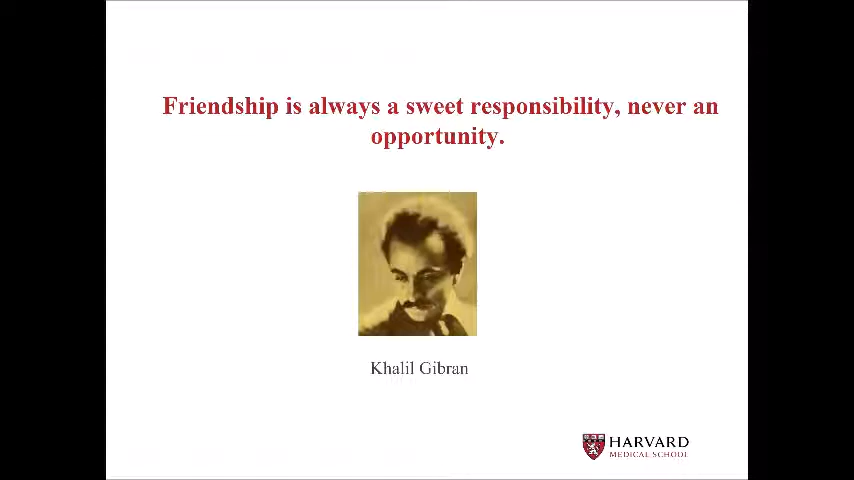 Friendship is always a sweet responsibility, never an
opportunity.
Khalil Gibran
HARVARD
MEDICAL SCHOOL